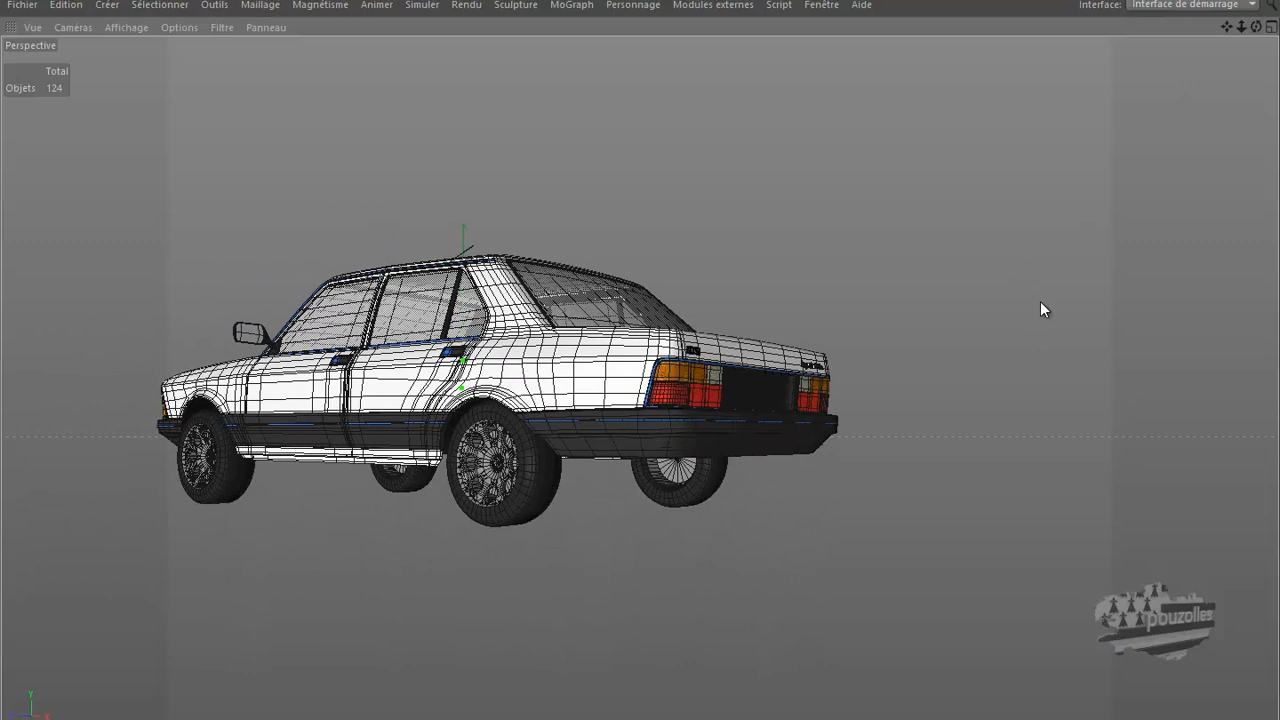 Fichier Edition Créer Sélectionner Outils Maillage Magnétisme Animer Simuler Rendu Sculpture MoGraph Personnage Modules externes Script Fenêtre Aide Interface: Interface de démarrage
Vue Caméras Affichage Options Filtre Panneau
Perspective
Total
Objets 124
pouzolles
Y
X